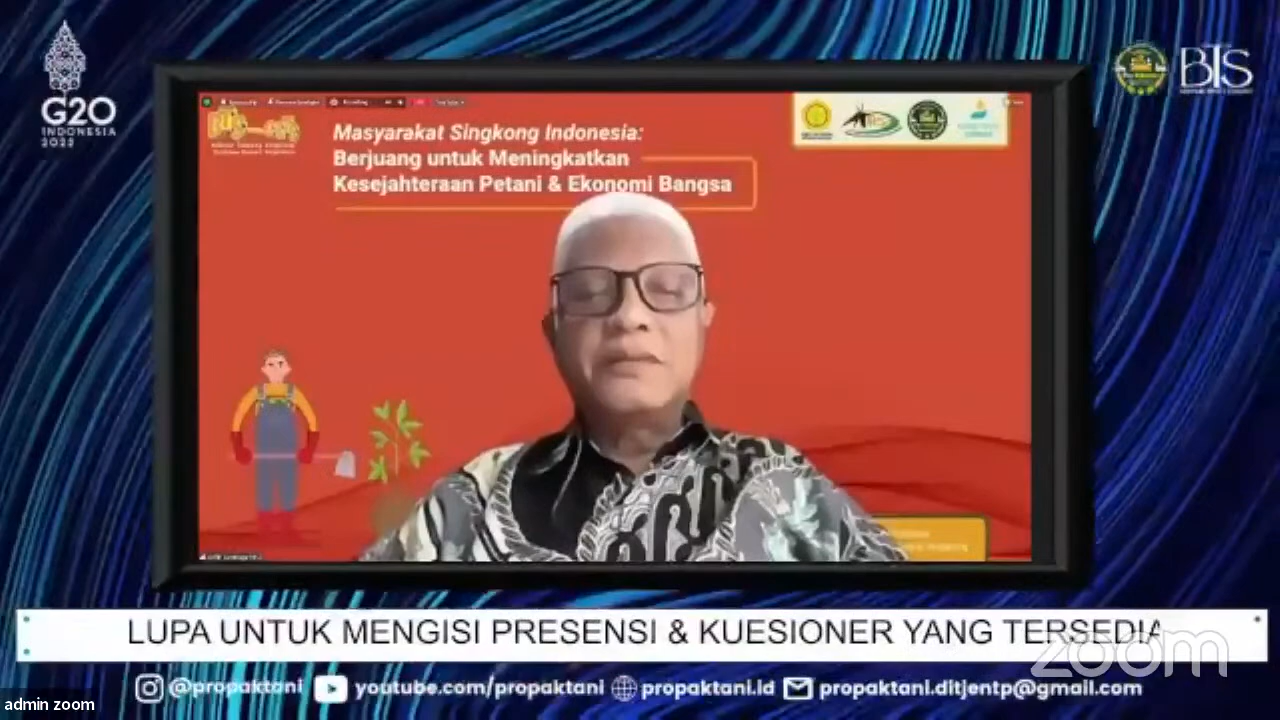 G20
INDONESIA
2022
BTS
Masyarakat Singkong Indonesia:
Berjuang untuk Meningkatkan
Kesejahteraan Petani & Ekonomi Bangsa
LUPA UNTUK MENGISI PRESENSI & KUESIONER YANG TERSEDIA
zoom
@propaktani
youtube.com/propaktani
propaktani.id
propaktani.ditjentp@gmail.com
admin zoom